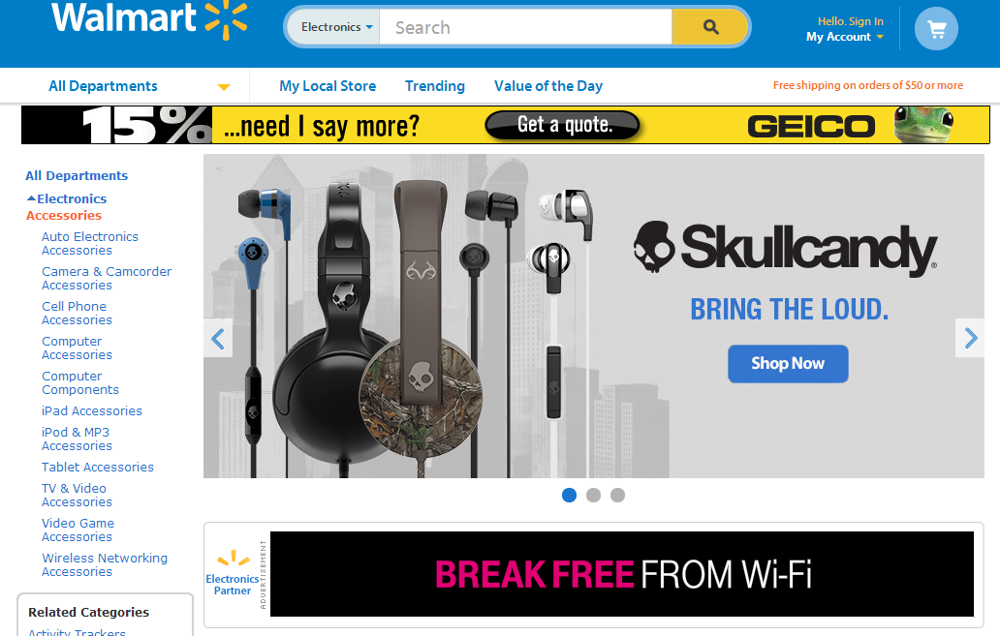 Walmart
Electronics
Search
Hello. Sign In
My Account
All Departments
My Local Store
Trending
Value of the Day
Free shipping on orders of $50 or more
15%
...need I say more?
Get a quote.
GEICO
All Departments
Electronics
Accessories
Auto Electronics
Accessories
Camera & Camcorder
Accessories
Cell Phone
Accessories
Computer
Accessories
Computer
Components
iPad Accessories
iPod & MP3
Accessories
Tablet Accessories
TV & Video
Accessories
Video Game
Accessories
Wireless Networking
Accessories
Related Categories
Activity Trackers
Skullcandy®
BRING THE LOUD.
Shop Now
Electronics
Partner
ADVERTISEMENT
BREAK FREE FROM Wi-Fi